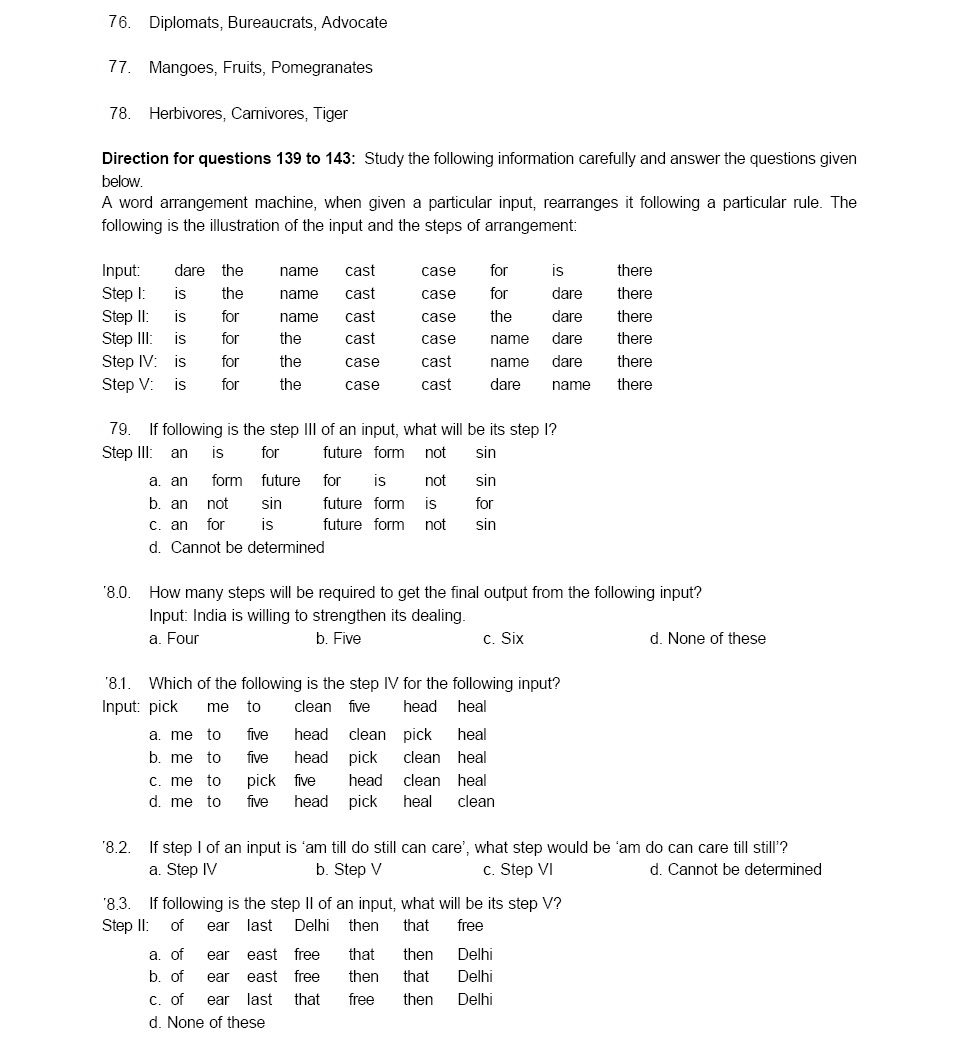 76. Diplomats, Bureaucrats, Advocate
77. Mangoes, Fruits, Pomegranates
78. Herbivores, Carnivores, Tiger
Direction for questions 139 to 143: Study the following information carefully and answer the questions given
below.
A word arrangement machine, when given a particular input, rearranges it following a particular rule. The
following is the illustration of the input and the steps of arrangement:
Input: dare the name cast case for is there
Step I: is the name cast case for dare there
Step II: is for name cast case the dare there
Step III: is for the cast case name dare there
Step IV: is for the case cast name dare there
Step V: is for the case cast dare name there
79. If following is the step III of an input, what will be its step I?
Step III: an is for future form not sin
a. an form future for is not sin
b. an not sin future form is for
c. an for is future form not sin
d. Cannot be determined
'8.0. How many steps will be required to get the final output from the following input?
Input: India is willing to strengthen its dealing.
a. Four b. Five c. Six d. None of these
'8.1. Which of the following is the step IV for the following input?
Input: pick me to clean five head heal
a. me to five head clean pick heal
b. me to five head pick clean heal
c. me to pick five head clean heal
d. me to five head pick heal clean
'8.2. If step I of an input is 'am till do still can care', what step would be 'am do can care till still'?
a. Step IV b. Step V c. Step VI d. Cannot be determined
'8.3. If following is the step II of an input, what will be its step V?
Step II: of ear last Delhi then that free
a. of ear east free that then Delhi
b. of ear east free then that Delhi
c. of ear last that free then Delhi
d. None of these